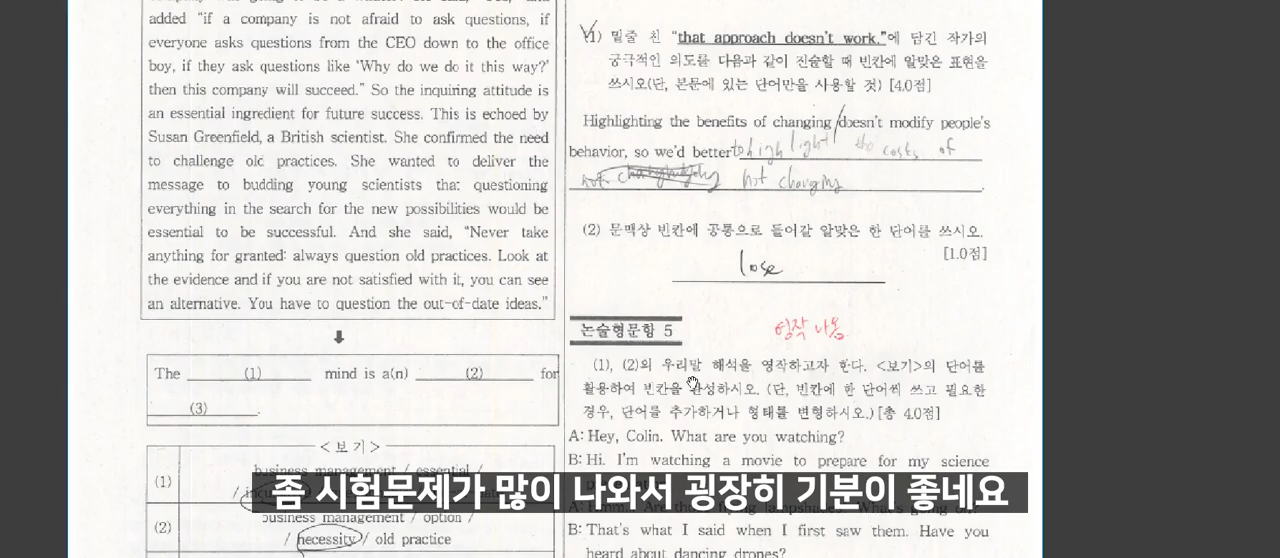 added "if a company is not afraid to ask questions, if
everyone asks questions from the CEO down to the office
boy, if they ask questions like 'Why do we do it this way?'
then this company will succeed." So the inquiring attitude is
an essential ingredient for future success. This is echoed by
Susan Greenfield, a British scientist. She confirmed the need
to challenge old practices. She wanted to deliver the
message to budding young scientists that questioning
everything in the search for the new possibilities would be
essential to be successful. And she said, "Never take
anything for granted: always question old practices. Look at
the evidence and if you are not satisfied with it, you can see
an alternative. You have to question the out-of-date ideas."
The (1) mind is a(n) (2) for
(3) .
<보기>
(1) business management / essential /
(2) business management / option /
/ necessity / old practice
(1) 밑줄 친 "that approach doesn't work."에 담긴 작가의
궁극적인 의도를 다음과 같이 진술할 때 빈칸에 알맞은 표현을
쓰시오(단, 본문에 있는 단어만을 사용할 것) [4.0점]
Highlighting the benefits of changing doesn't modify people's
behavior, so we'd better to highlight the costs of
not changing
(2) 문맥상 빈칸에 공통으로 들어갈 알맞은 한 단어를 쓰시오.
[1.0점]
lose
논술형문항 5
영작 나옴
(1), (2)의 우리말 해석을 영작하고자 한다. <보기>의 단어를
활용하여 빈칸을 완성하시오. (단, 빈칸에 한 단어씩 쓰고 필요한
경우, 단어를 추가하거나 형태를 변형하시오.) [총 4.0점]
A: Hey, Colin. What are you watching?
B: Hi. I'm watching a movie to prepare for my science
좀 시험문제가 많이 나와서 굉장히 기분이 좋네요
B: That's what I said when I first saw them. Have you
heard about dancing drones?